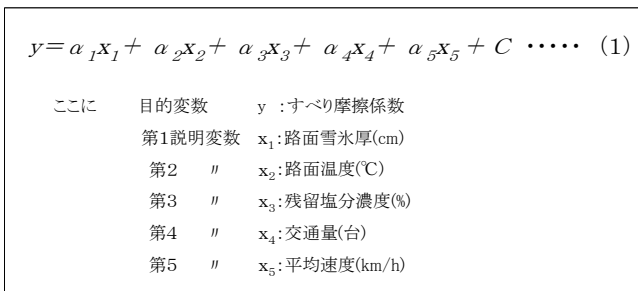 y=α₁x₁+ α₂x₂+ α₃x₃+ α₄x₄+ α₅x₅ + C ・・・・・ (1)
ここに 目的変数 y :すべり摩擦係数
第1説明変数 x₁:路面雪氷厚(cm)
第2 〃 x₂:路面温度(℃)
第3 〃 x₃:残留塩分濃度(%)
第4 〃 x₄:交通量(台)
第5 〃 x₅:平均速度(km/h)